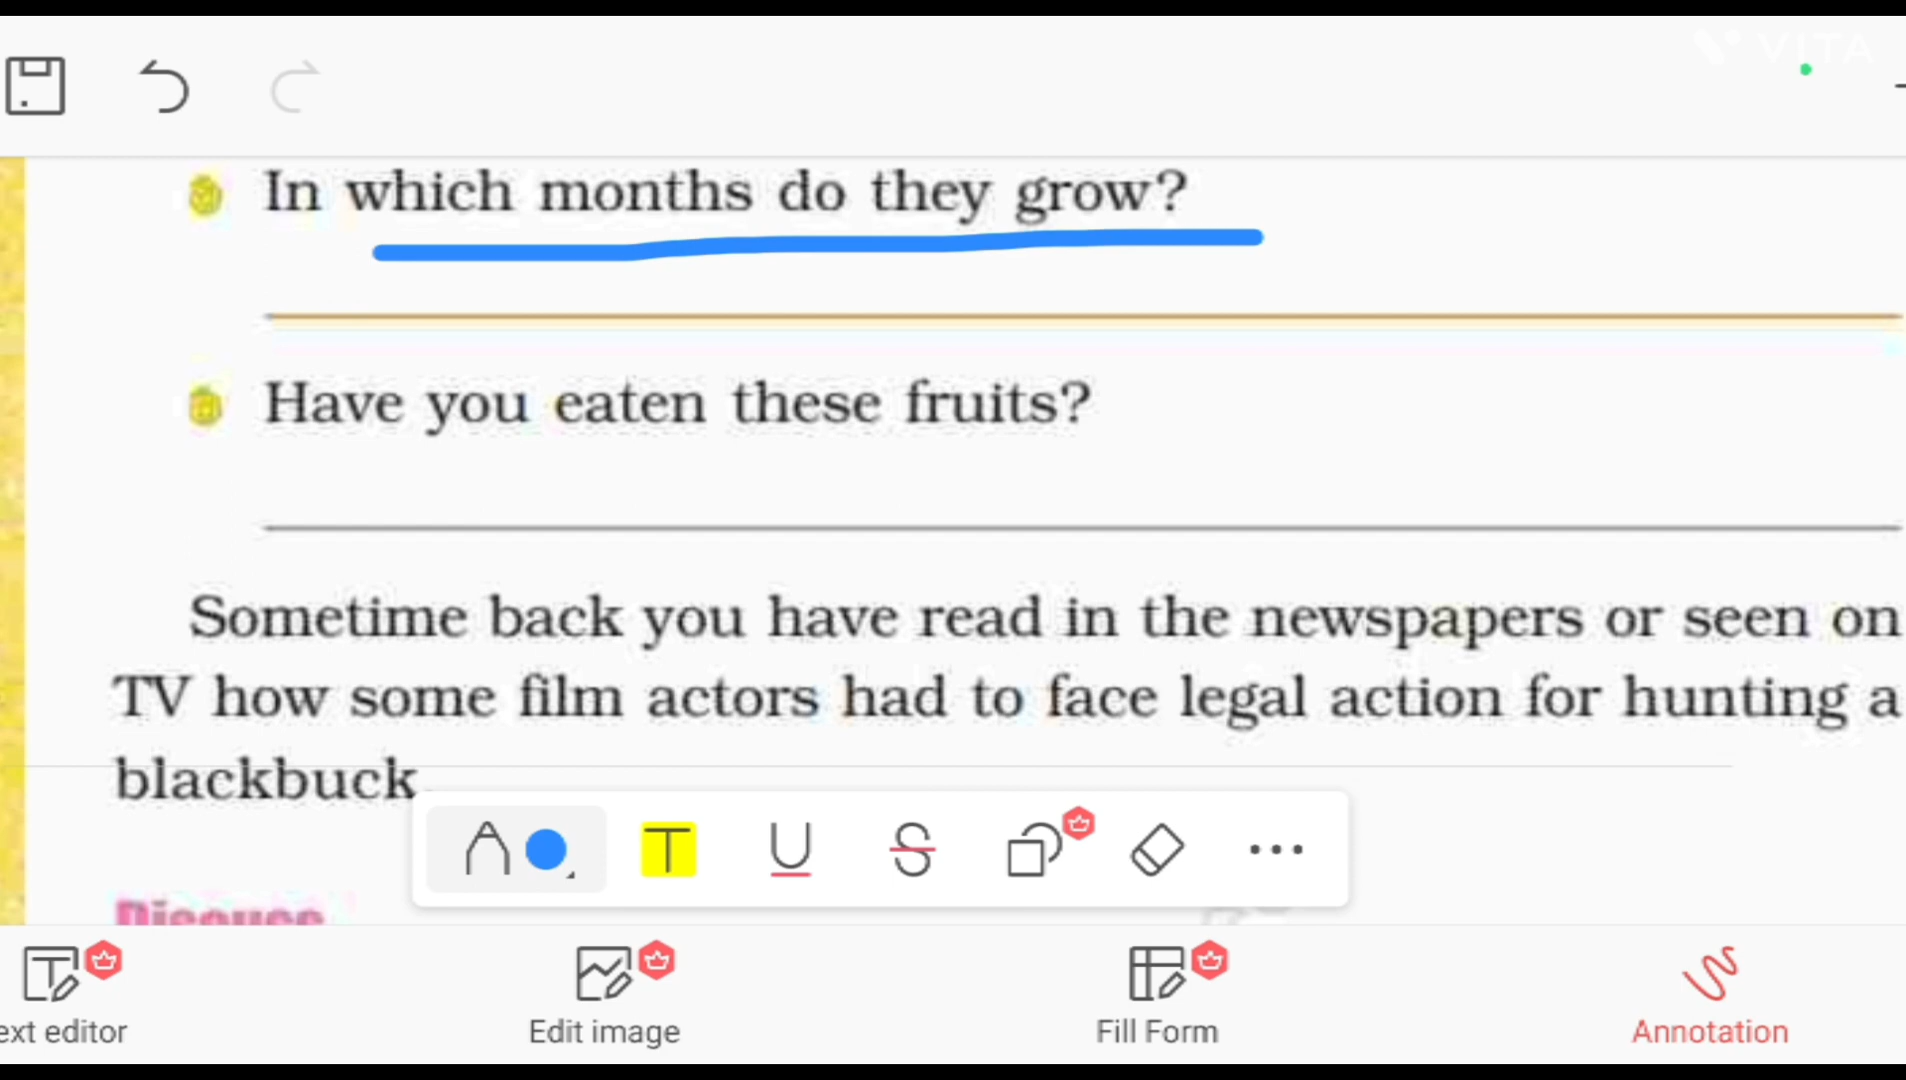 VITA
In which months do they grow?
Have you eaten these fruits?
Sometime back you have read in the newspapers or seen on
TV how some film actors had to face legal action for hunting a
blackbuck
Discuss
ext editor
Edit image
Fill Form
Annotation